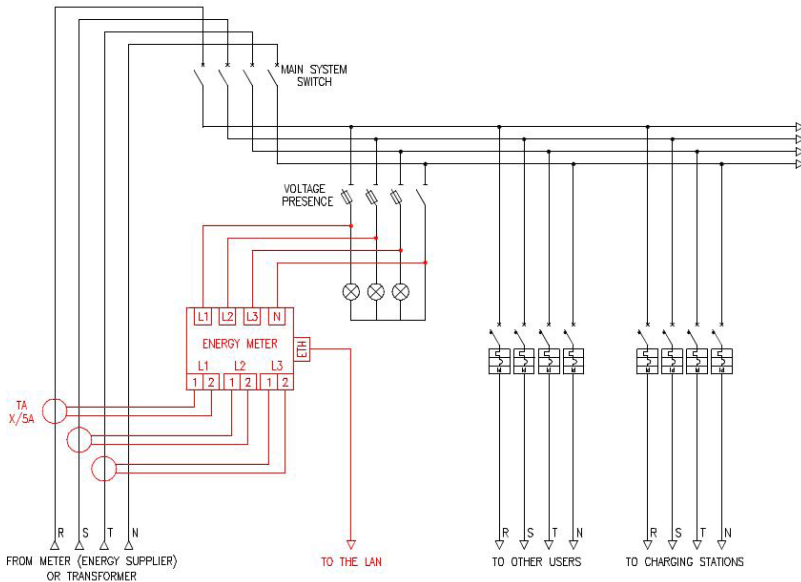 MAIN SYSTEM
SWITCH
VOLTAGE
PRESENCE
L1 L2 L3 N
ENERGY METER
ETH
L1 L2 L3
1 2 1 2 1 2
TA
X/5A
R S T N
FROM METER (ENERGY SUPPLIER)
OR TRANSFORMER
TO THE LAN
R S T N
TO OTHER USERS
R S T N
TO CHARGING STATIONS